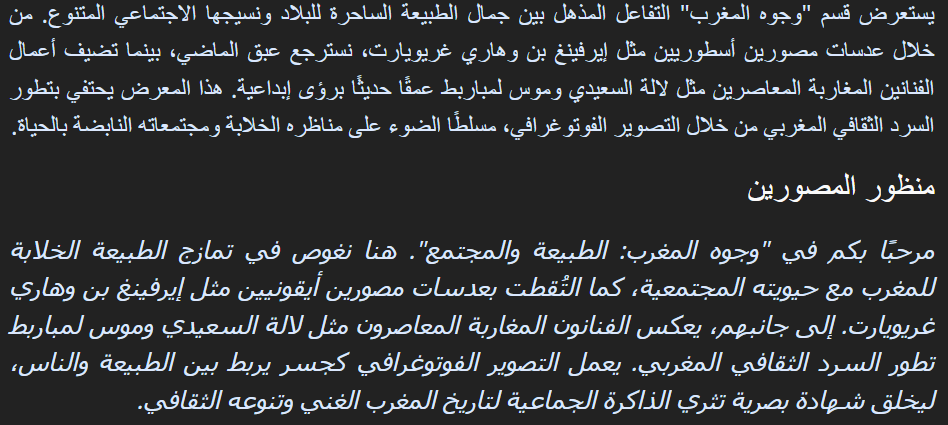 يستعرض قسم "وجوه المغرب" التفاعل المذهل بين جمال الطبيعة الساحرة للبلاد ونسيجها الاجتماعي المتنوع. من
خلال عدسات مصورين أسطوريين مثل إيرفينغ بن وهاري غريويارت، نسترجع عبق الماضي، بينما تضيف أعمال
الفنانين المغاربة المعاصرين مثل لالة السعيدي وموس لمباربط عمقًا حديثًا برؤى إبداعية. هذا المعرض يحتفي بتطور
السرد الثقافي المغربي من خلال التصوير الفوتوغرافي، مسلطًا الضوء على مناظره الخلابة ومجتمعاته النابضة بالحياة.
منظور المصورين
مرحبًا بكم في "وجوه المغرب: الطبيعة والمجتمع". هنا نغوص في تمازج الطبيعة الخلابة
للمغرب مع حيويته المجتمعية، كما التُقطت بعدسات مصورين أيقونيين مثل إيرفينغ بن وهاري
غريويارت. إلى جانبهم، يعكس الفنانون المغاربة المعاصرون مثل لالة السعيدي وموس لمباربط
تطور السرد الثقافي المغربي. يعمل التصوير الفوتوغرافي كجسر يربط بين الطبيعة والناس،
ليخلق شهادة بصرية تثري الذاكرة الجماعية لتاريخ المغرب الغني وتنوعه الثقافي.